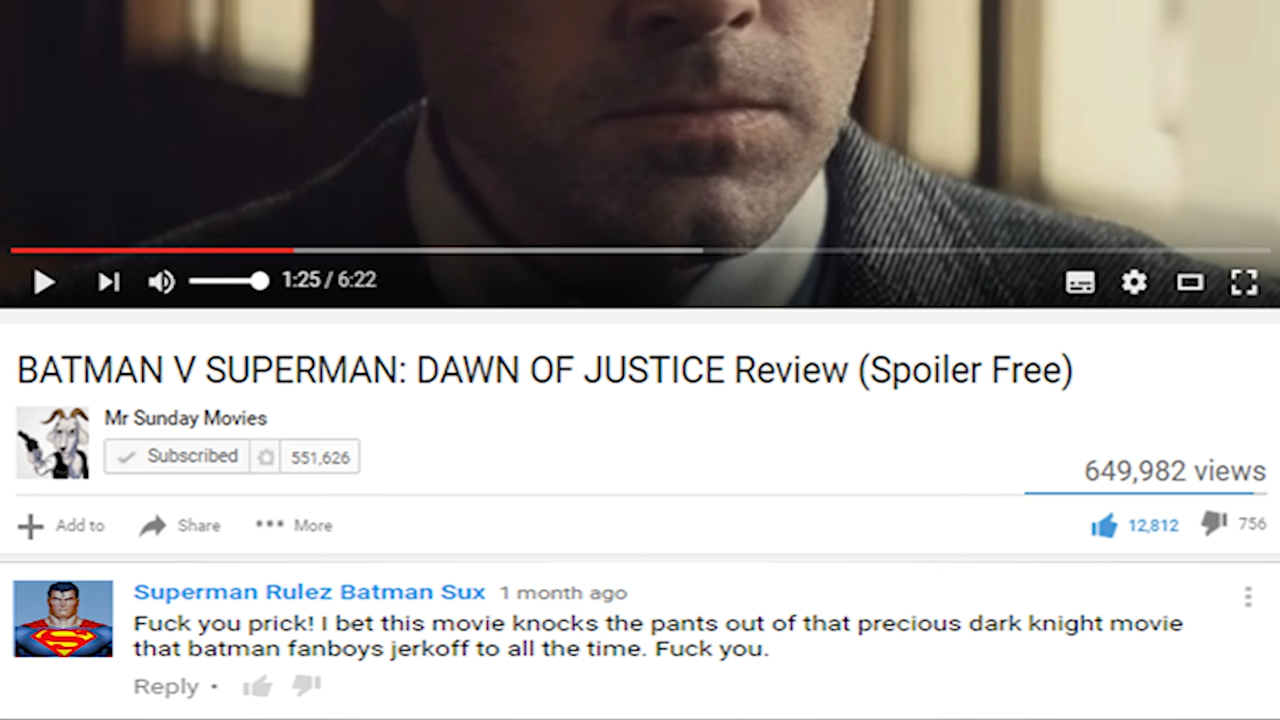 1:25 / 6:22
BATMAN V SUPERMAN: DAWN OF JUSTICE Review (Spoiler Free)
Mr Sunday Movies
Subscribed 551,626
649,982 views
Add to Share More 12,812 756
Superman Rulez Batman Sux 1 month ago
Fuck you prick! I bet this movie knocks the pants out of that precious dark knight movie
that batman fanboys jerkoff to all the time. Fuck you.
Reply •